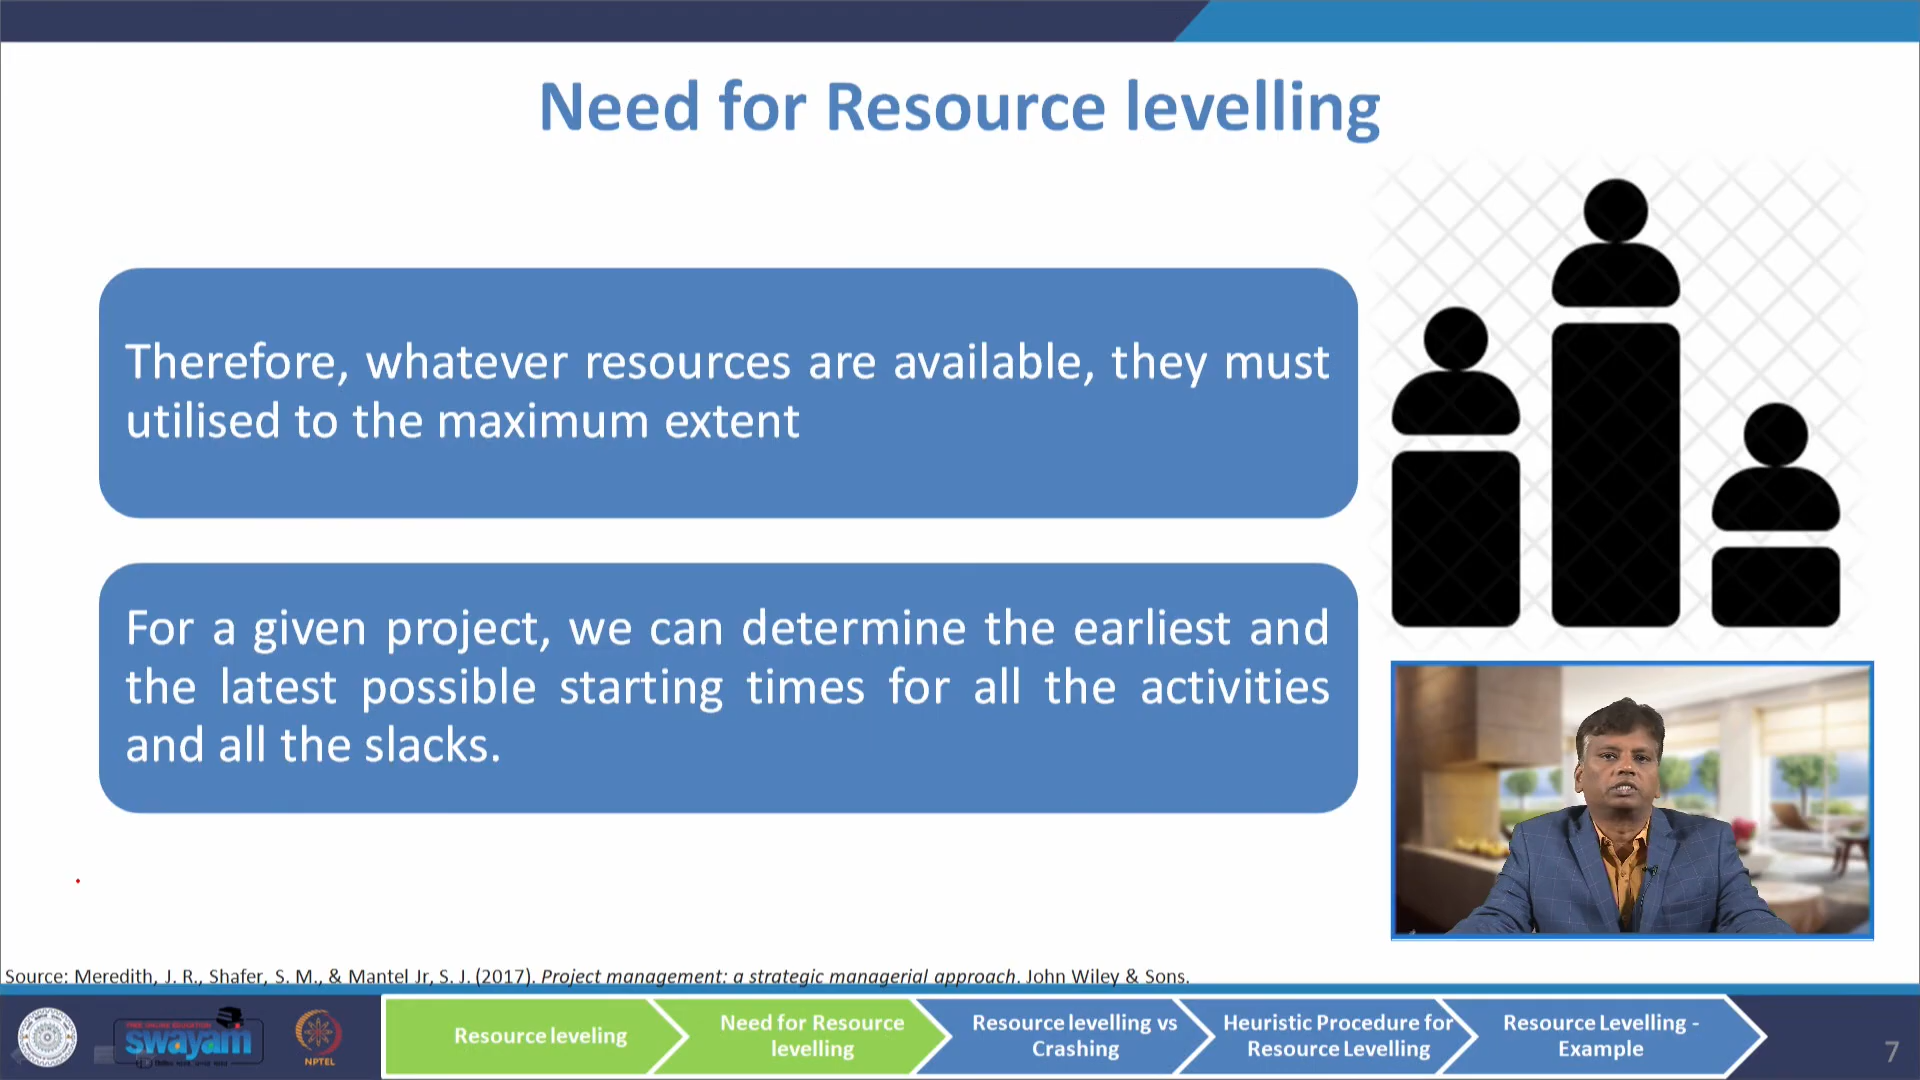 Need for Resource levelling
Therefore, whatever resources are available, they must
utilised to the maximum extent
For a given project, we can determine the earliest and
the latest possible starting times for all the activities
and all the slacks.
Source: Meredith, J. R., Shafer, S. M., & Mantel Jr, S. J. (2017). Project management: a strategic managerial approach. John Wiley & Sons.
FREE ONLINE EDUCATION
swayam
NPTEL
Resource leveling
Need for Resource
levelling
Resource levelling vs
Crashing
Heuristic Procedure for
Resource Levelling
Resource Levelling -
Example
7